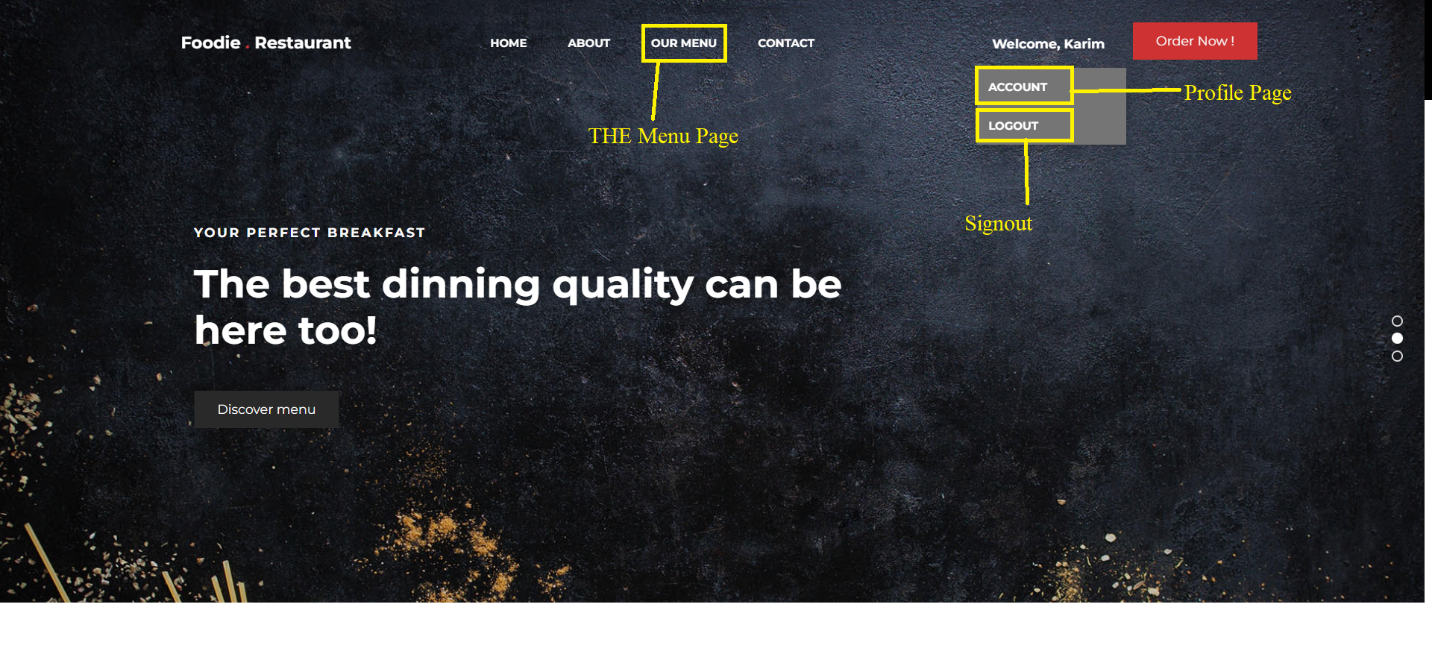 Foodie . Restaurant
HOME ABOUT OUR MENU CONTACT
Welcome, Karim
Order Now !
ACCOUNT
Profile Page
LOGOUT
THE Menu Page
Signout
YOUR PERFECT BREAKFAST
The best dinning quality can be
here too!
Discover menu